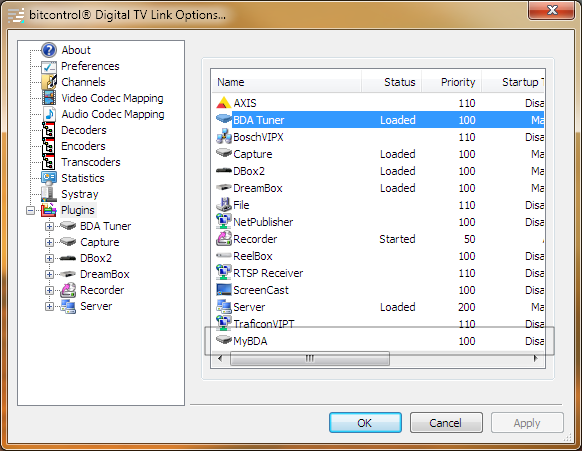 bitcontrol® Digital TV Link Options...
About
Preferences
Channels
Video Codec Mapping
Audio Codec Mapping
Decoders
Encoders
Transcoders
Statistics
Systray
Plugins
BDA Tuner
Capture
DBox2
DreamBox
Recorder
Server
Name Status Priority Startup T
AXIS 110 Disa
BDA Tuner Loaded 100 Ma
BoschVIPX 110 Disa
Capture Loaded 100 Ma
DBox2 Loaded 100 Ma
DreamBox Loaded 100 Ma
File 110 Disa
NetPublisher 100 Disa
Recorder Started 50
ReelBox 100 Disa
RTSP Receiver 110 Disa
ScreenCast 100 Disa
Server Loaded 200 Ma
TraficonVIPT 110 Disa
MyBDA 100 Disa
OK Cancel Apply